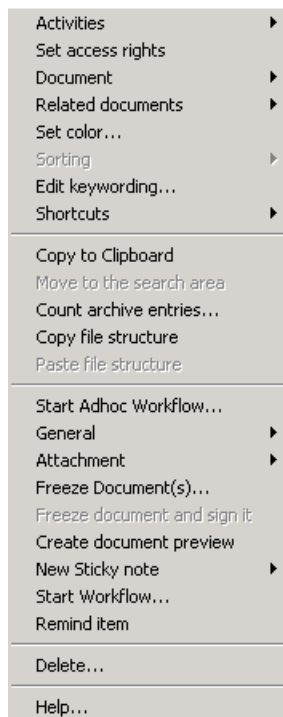 Activities
Set access rights
Document
Related documents
Set color...
Sorting
Edit keywording...
Shortcuts
Copy to Clipboard
Move to the search area
Count archive entries...
Copy file structure
Paste file structure
Start Adhoc Workflow...
General
Attachment
Freeze Document(s)...
Freeze document and sign it
Create document preview
New Sticky note
Start Workflow...
Remind item
Delete...
Help...